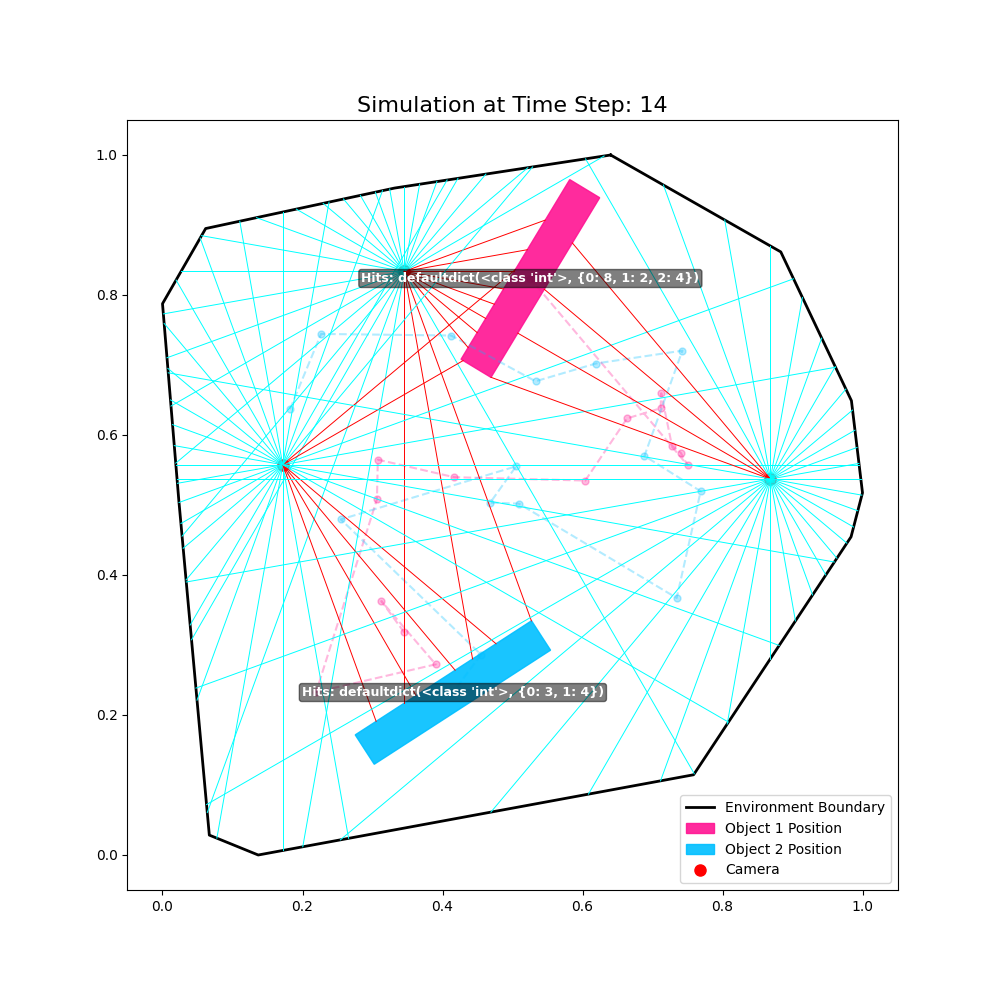 Simulation at Time Step: 14
1.0
0.8
0.6
0.4
0.2
0.0
Hits: defaultdict(<class 'int'>, {0: 8, 1: 2, 2: 4})
Hits: defaultdict(<class 'int'>, {0: 3, 1: 4})
Environment Boundary
Object 1 Position
Object 2 Position
Camera
0.0 0.2 0.4 0.6 0.8 1.0